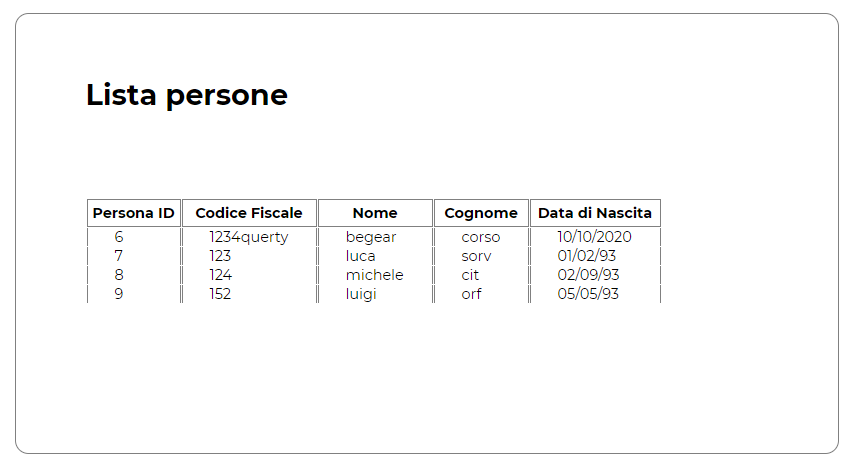 Lista persone
Persona ID Codice Fiscale Nome Cognome Data di Nascita
6 1234querty begear corso 10/10/2020
7 123 luca sorv 01/02/93
8 124 michele cit 02/09/93
9 152 luigi orf 05/05/93